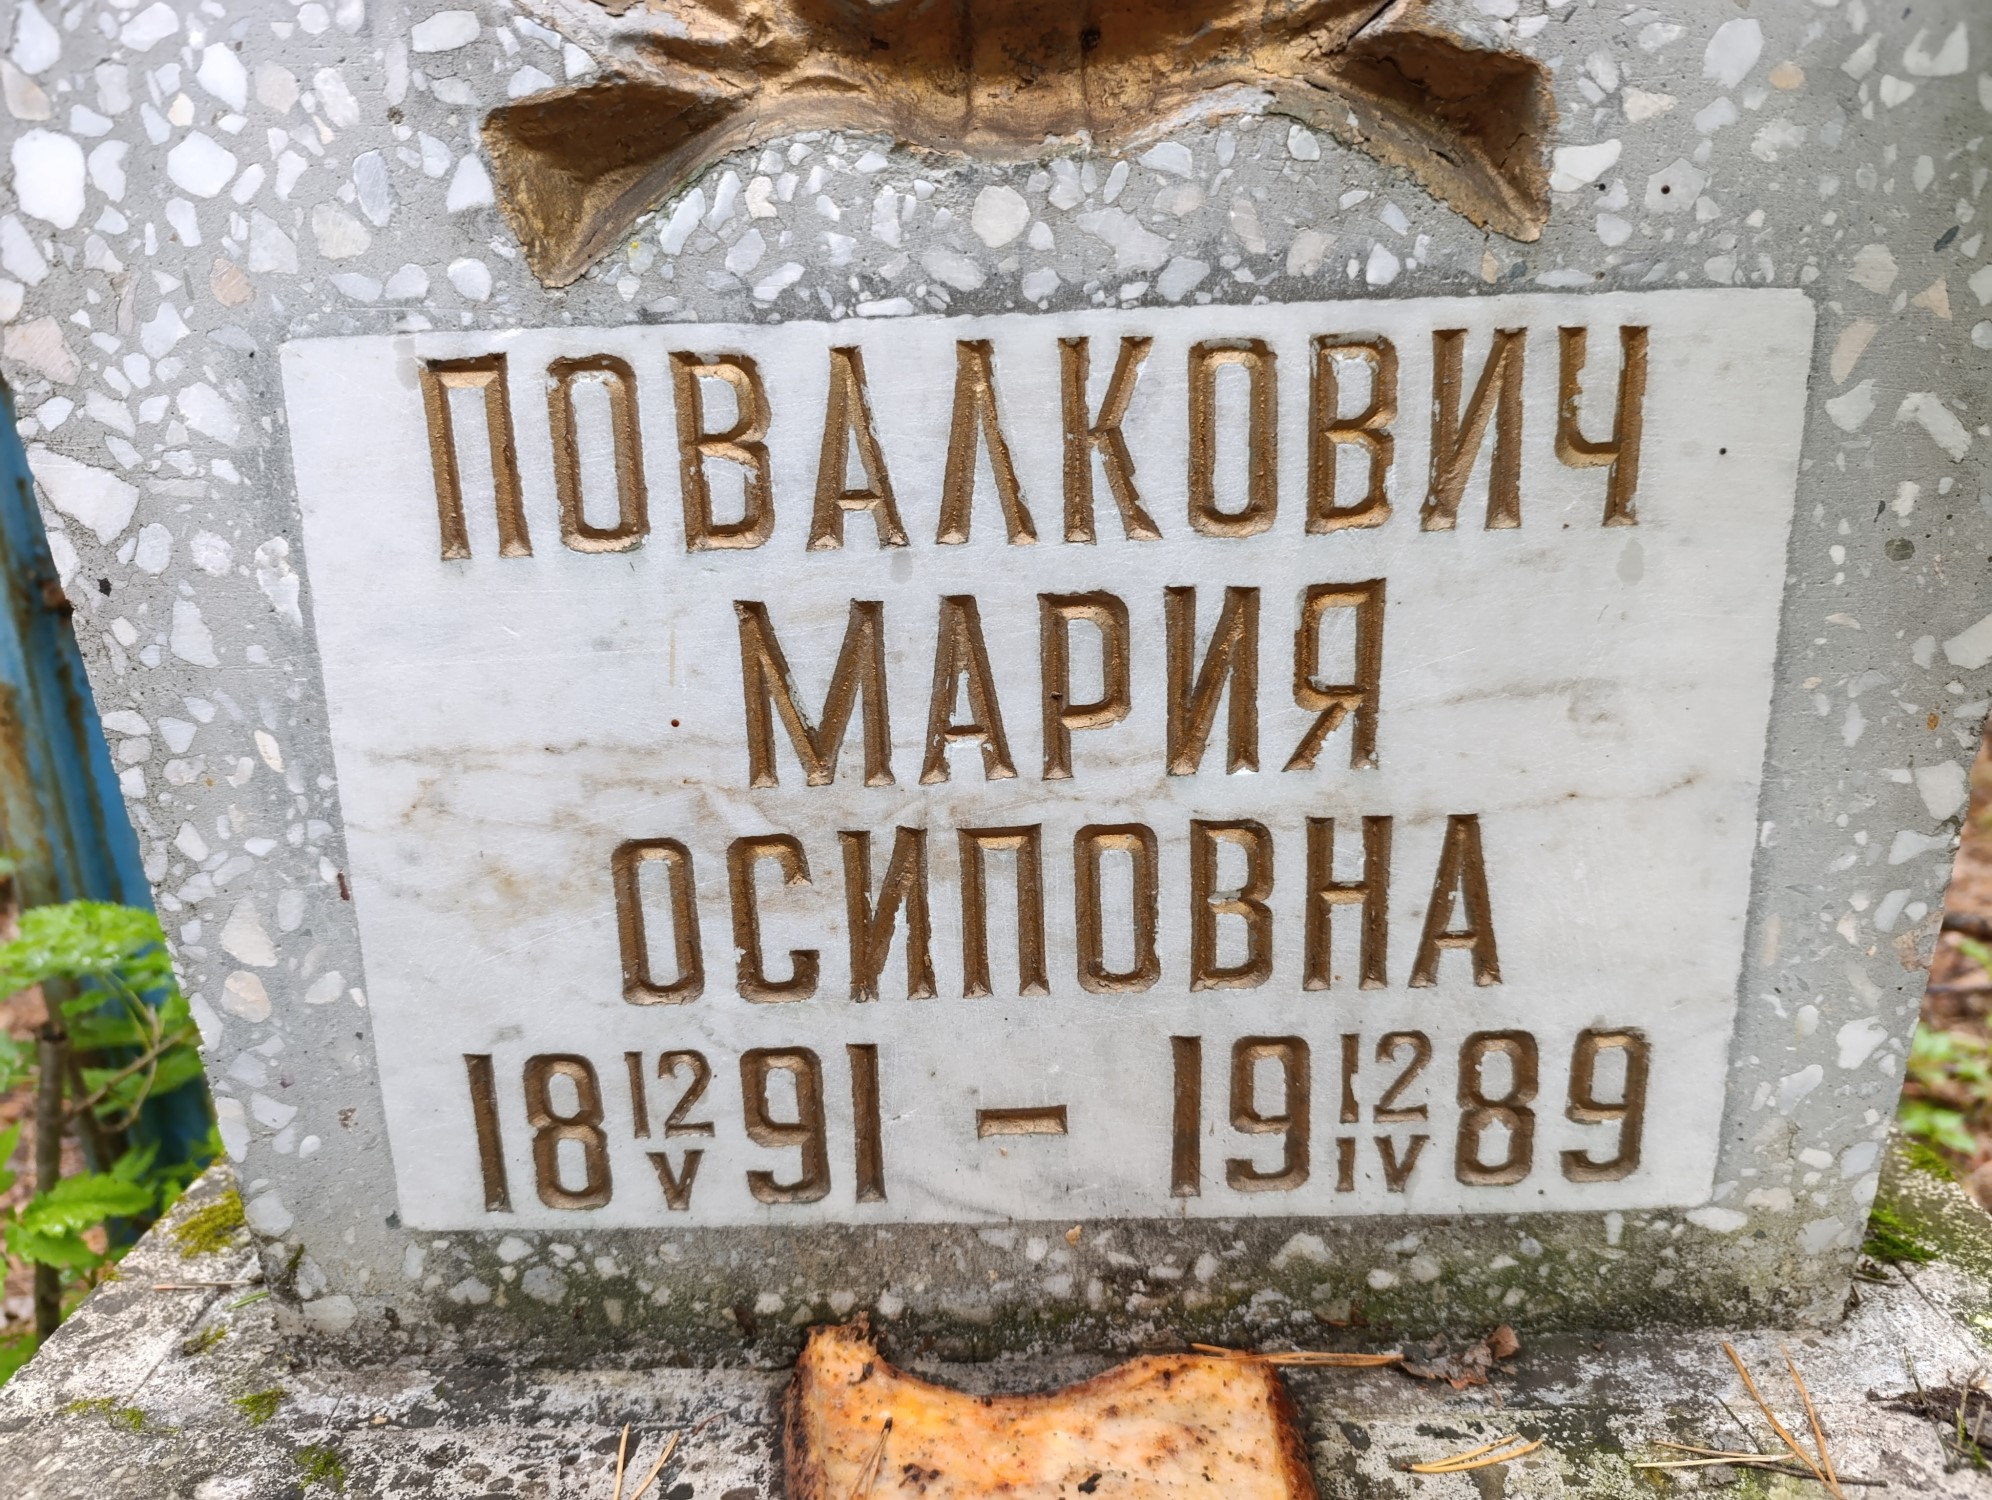 ПОВАЛКОВИЧ
МАРИЯ
ОСИПОВНА
18 12/V 91 – 19 12/IV 89